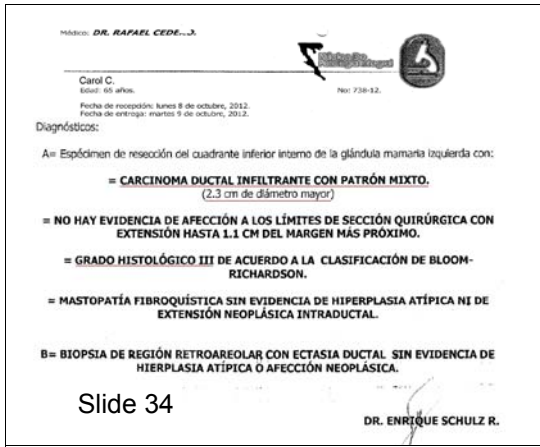 Médico: DR. RAFAEL CEDE...J.
Carol C.
Edad: 65 años.
No: 738-12.
Fecha de recepción: lunes 8 de octubre, 2012.
Fecha de entrega: martes 9 de octubre, 2012.
Diagnósticos:
A= Espécimen de resección del cuadrante inferior interno de la glándula mamaria izquierda con:
= CARCINOMA DUCTAL INFILTRANTE CON PATRÓN MIXTO.
(2.3 cm de diámetro mayor)
= NO HAY EVIDENCIA DE AFECCIÓN A LOS LÍMITES DE SECCIÓN QUIRÚRGICA CON
EXTENSIÓN HASTA 1.1 CM DEL MARGEN MÁS PRÓXIMO.
= GRADO HISTOLÓGICO III DE ACUERDO A LA CLASIFICACIÓN DE BLOOM-
RICHARDSON.
= MASTOPATÍA FIBROQUÍSTICA SIN EVIDENCIA DE HIPERPLASIA ATÍPICA NI DE
EXTENSIÓN NEOPLÁSICA INTRADUCTAL.
B= BIOPSIA DE REGIÓN RETROAREOLAR CON ECTASIA DUCTAL SIN EVIDENCIA DE
HIERPLASIA ATÍPICA O AFECCIÓN NEOPLÁSICA.
Slide 34
DR. ENRIQUE SCHULZ R.